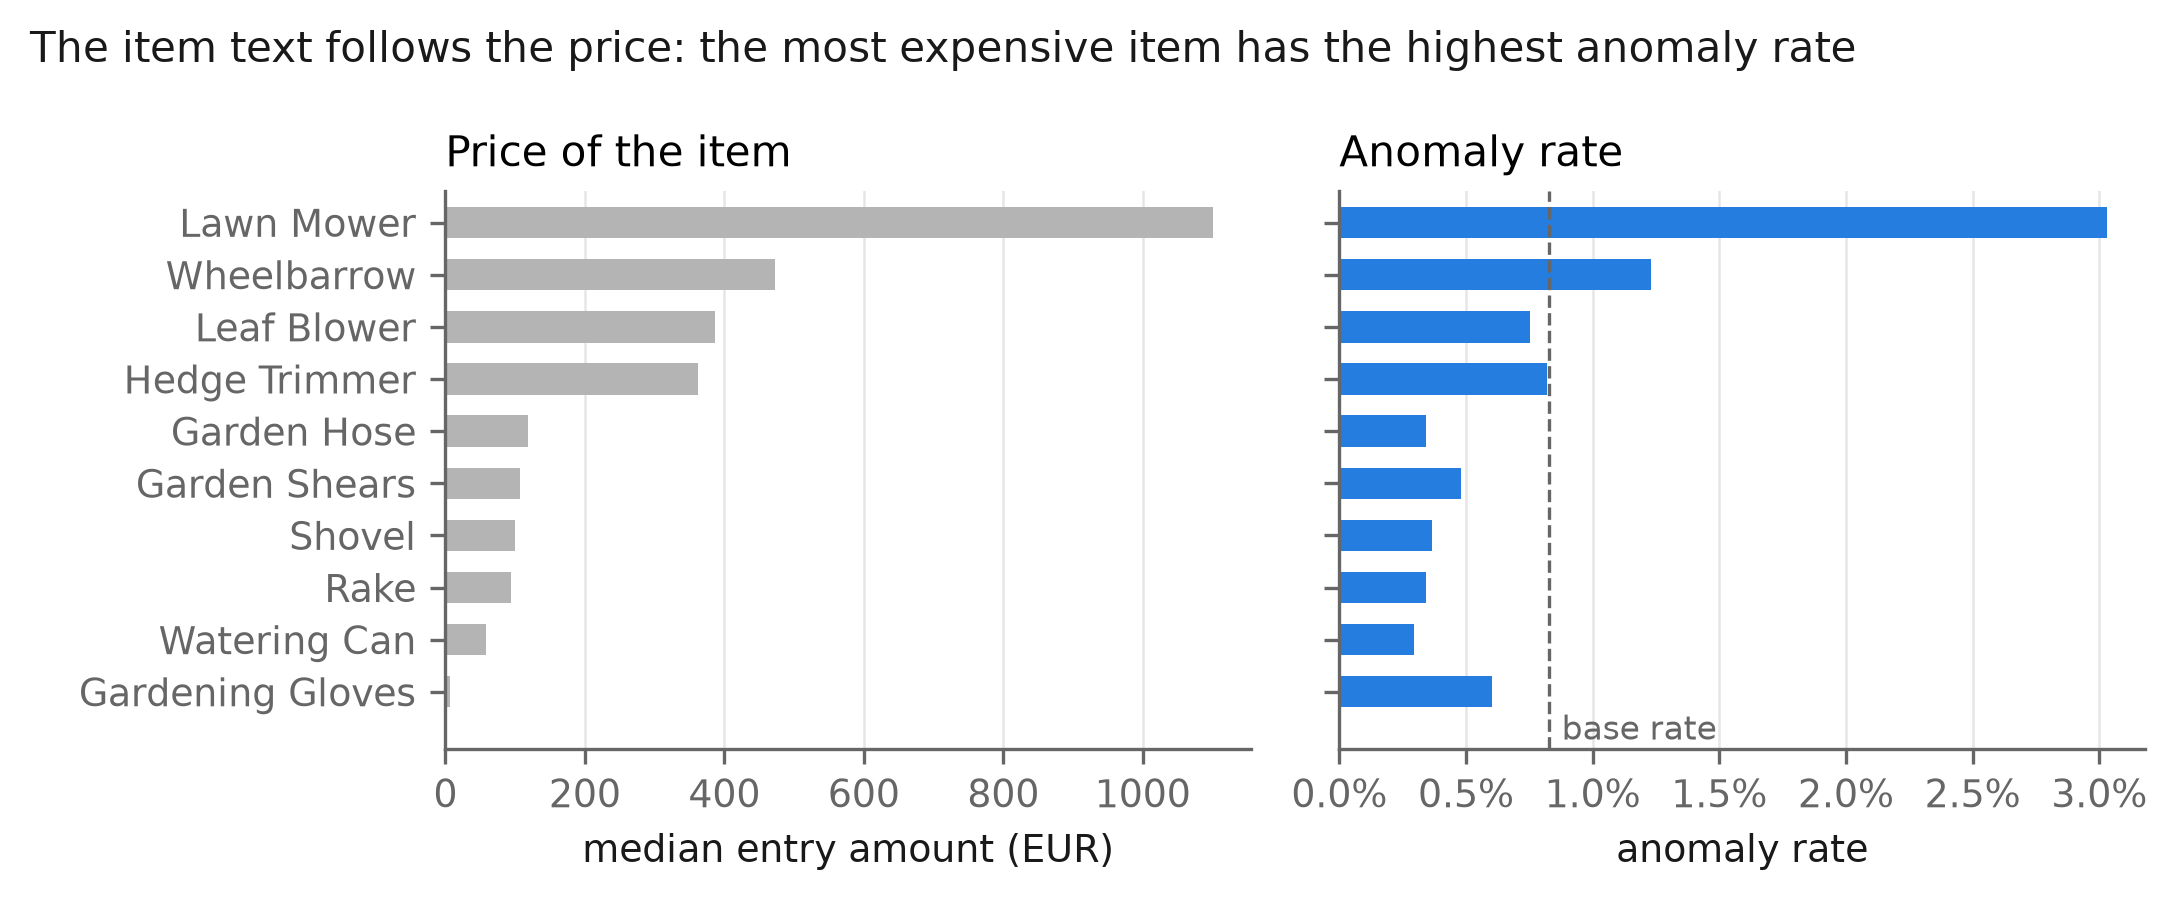 The item text follows the price: the most expensive item has the highest anomaly rate
Price of the item
Lawn Mower
Wheelbarrow
Leaf Blower
Hedge Trimmer
Garden Hose
Garden Shears
Shovel
Rake
Watering Can
Gardening Gloves
0 200 400 600 800 1000
median entry amount (EUR)
Anomaly rate
base rate
0.0% 0.5% 1.0% 1.5% 2.0% 2.5% 3.0%
anomaly rate